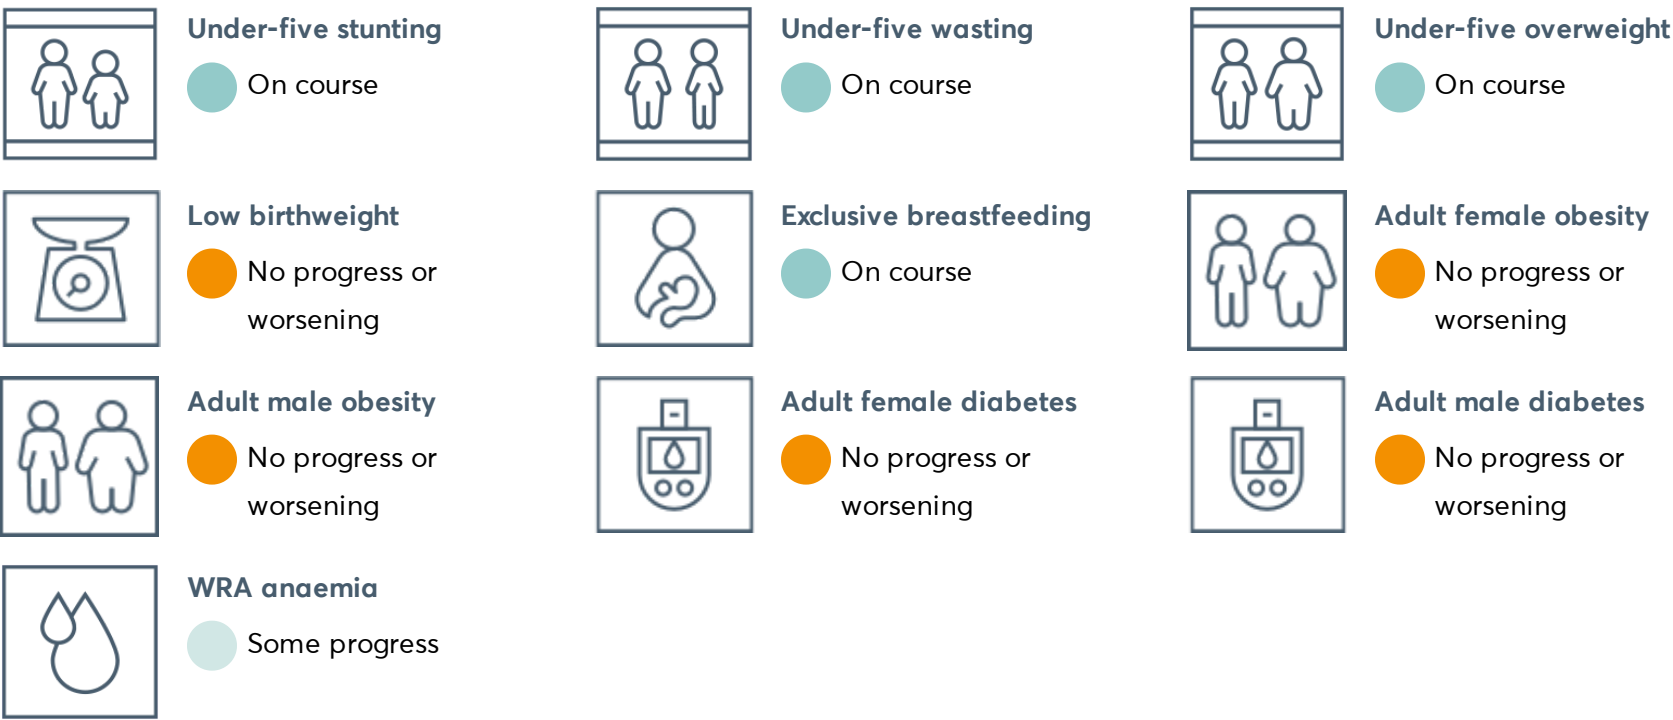 Under-five stunting
On course
Under-five wasting
On course
Under-five overweight
On course
Low birthweight
No progress or
worsening
Exclusive breastfeeding
On course
Adult female obesity
No progress or
worsening
Adult male obesity
No progress or
worsening
Adult female diabetes
No progress or
worsening
Adult male diabetes
No progress or
worsening
WRA anaemia
Some progress